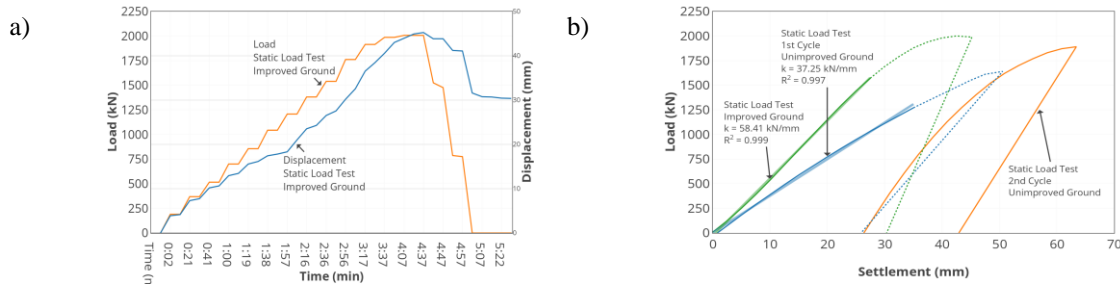 a)
2250
2000
1750
1500
1250
1000
750
500
250
0
Load (kN)
50
40
30
20
10
0
Displacement (mm)
Load
Static Load Test
Improved Ground
Displacement
Static Load Test
Improved Ground
Time (n
0:02
0:21
0:41
1:00
1:19
1:38
1:57
2:16
2:36
2:56
3:17
3:37
4:07
4:37
4:57
5:07
5:22
Time (min)
b)
2250
2000
1750
1500
1250
1000
750
500
250
0
Load (kN)
Static Load Test
1st Cycle
Unimproved Ground
k = 37.25 kN/mm
R² = 0.997
Static Load Test
Improved Ground
k = 58.41 kN/mm
R² = 0.999
Static Load Test
2nd Cycle
Unimproved Ground
0 10 20 30 40 50 60 70
Settlement (mm)